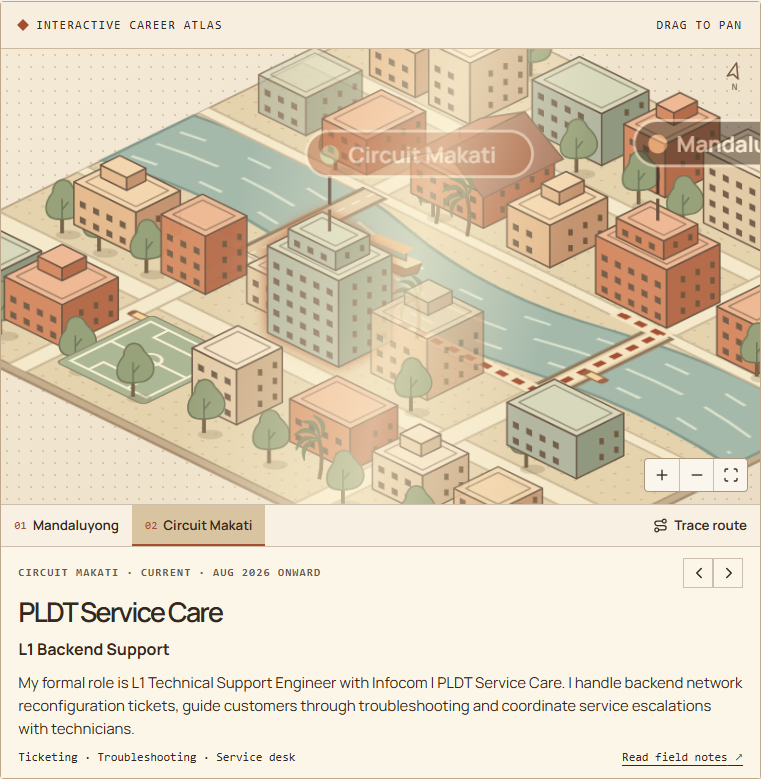 INTERACTIVE CAREER ATLAS
DRAG TO PAN
N
Circuit Makati
Mandalu
01 Mandaluyong
02 Circuit Makati
Trace route
CIRCUIT MAKATI · CURRENT · AUG 2026 ONWARD
PLDT Service Care
L1 Backend Support
My formal role is L1 Technical Support Engineer with Infocom | PLDT Service Care. I handle backend network
reconfiguration tickets, guide customers through troubleshooting and coordinate service escalations
with technicians.
Ticketing · Troubleshooting · Service desk
Read field notes ↗